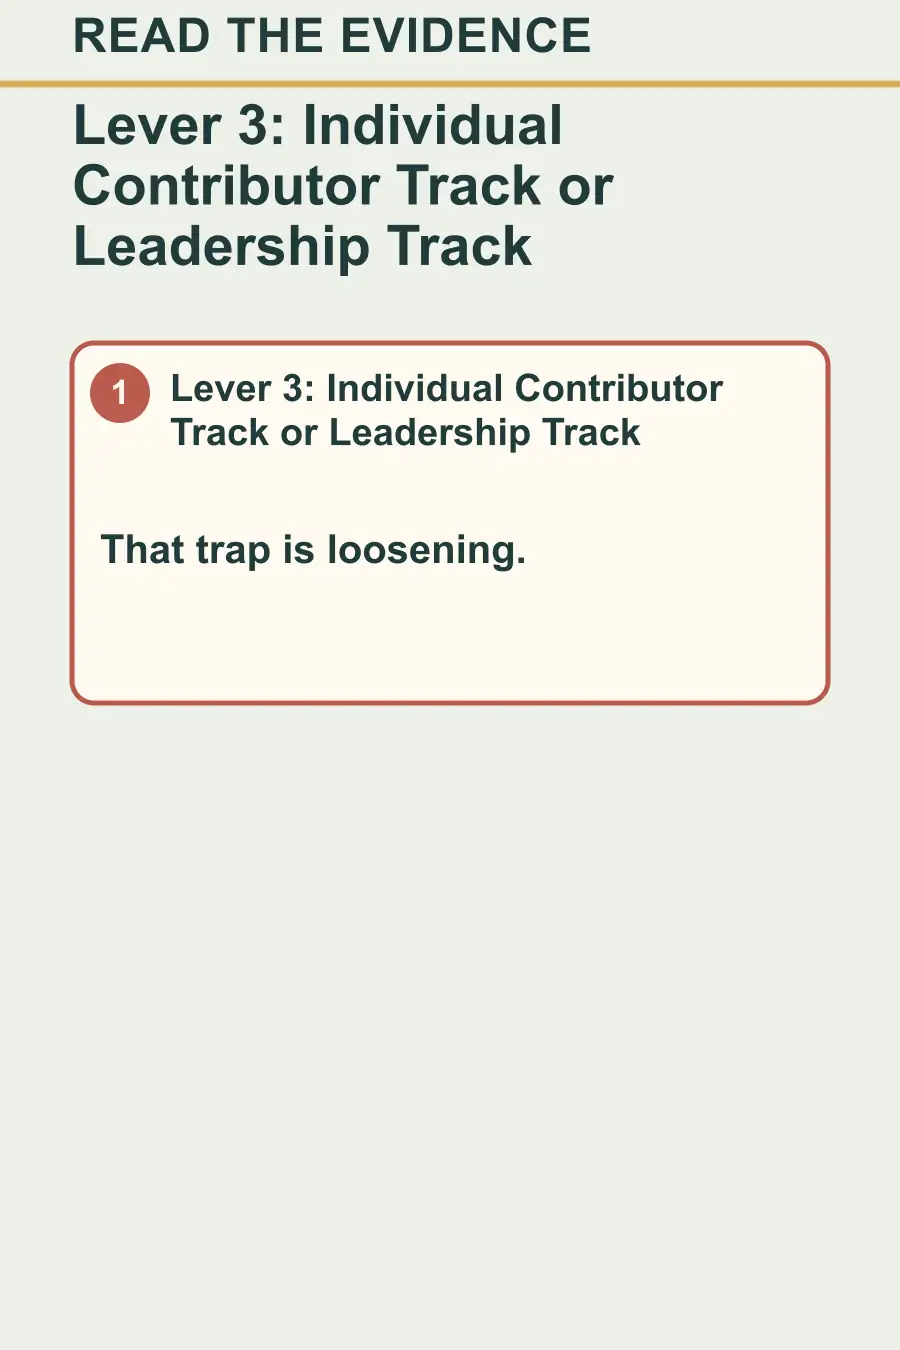 READ THE EVIDENCE
Lever 3: Individual
Contributor Track or
Leadership Track
1
Lever 3: Individual Contributor
Track or Leadership Track
That trap is loosening.